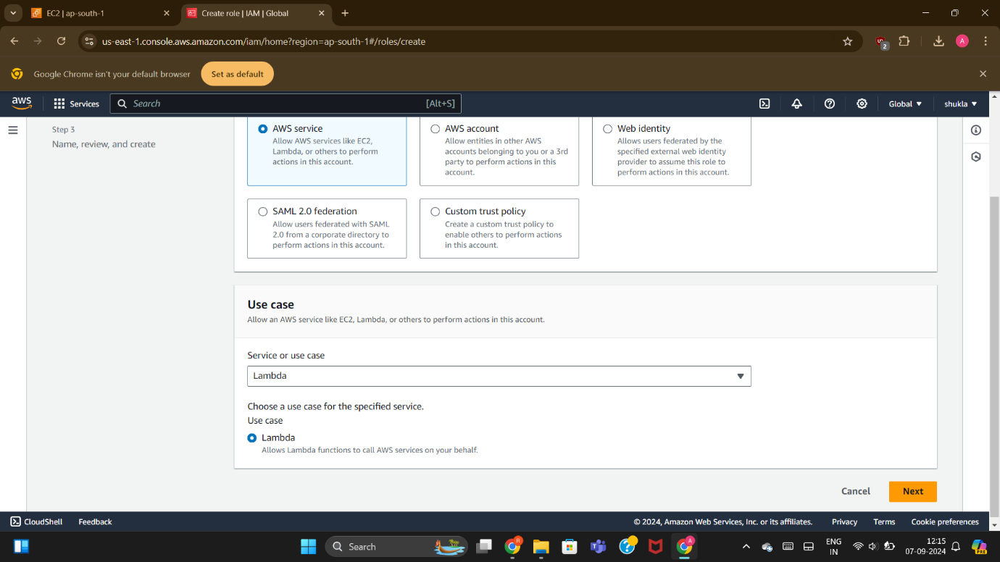 EC2 | ap-south-1
Create role | IAM | Global
us-east-1.console.aws.amazon.com/iam/home?region=ap-south-1#/roles/create
2
A
Google Chrome isn't your default browser
Set as default
aws
Services
Search
[Alt+S]
Global
shukla
Step 3
Name, review, and create
AWS service
Allow AWS services like EC2,
Lambda, or others to perform
actions in this account.
AWS account
Allow entities in other AWS
accounts belonging to you or a 3rd
party to perform actions in this
account.
Web identity
Allows users federated by the
specified external web identity
provider to assume this role to
perform actions in this account.
SAML 2.0 federation
Allow users federated with SAML
2.0 from a corporate directory to
perform actions in this account.
Custom trust policy
Create a custom trust policy to
enable others to perform actions
in this account.
Use case
Allow an AWS service like EC2, Lambda, or others to perform actions in this account.
Service or use case
Lambda
Choose a use case for the specified service.
Use case
Lambda
Allows Lambda functions to call AWS services on your behalf.
Cancel
Next
CloudShell
Feedback
© 2024, Amazon Web Services, Inc. or its affiliates.
Privacy
Terms
Cookie preferences
Search
R
A
ENG
IN
12:15
07-09-2024
PRE